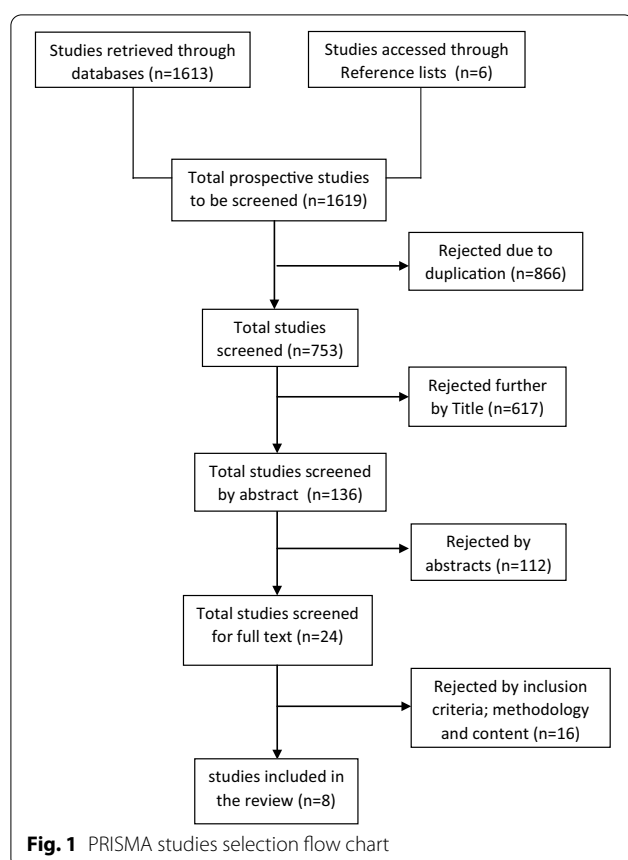 Studies retrieved through
databases (n=1613)
Studies accessed through
Reference lists (n=6)
Total prospective studies
to be screened (n=1619)
Rejected due to
duplication (n=866)
Total studies
screened (n=753)
Rejected further
by Title (n=617)
Total studies screened
by abstract (n=136)
Rejected by
abstracts (n=112)
Total studies screened
for full text (n=24)
Rejected by inclusion
criteria; methodology
and content (n=16)
studies included in
the review (n=8)
Fig. 1 PRISMA studies selection flow chart